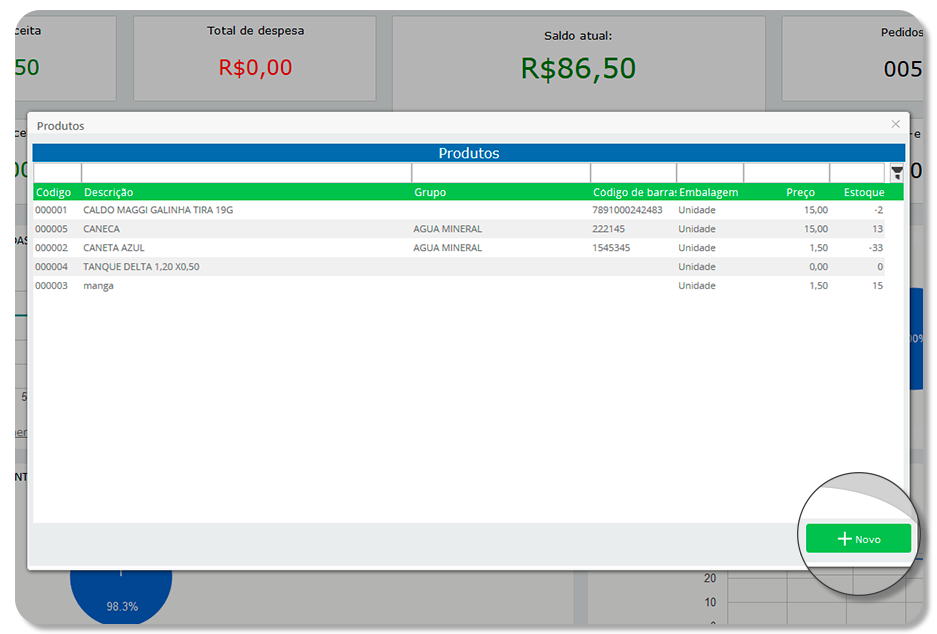 ceita
Total de despesa
Saldo atual:
Pedidos
50
R$0,00
R$86,50
005
Produtos
Produtos
Código Descrição Grupo Código de barras Embalagem Preço Estoque
000001 CALDO MAGGI GALINHA TIRA 19G 7891000242483 Unidade 15,00 -2
000005 CANECA AGUA MINERAL 222145 Unidade 15,00 13
000002 CANETA AZUL AGUA MINERAL 1545345 Unidade 1,50 -33
000004 TANQUE DELTA 1,20 X0,50 Unidade 0,00 0
000003 manga Unidade 1,50 15
Novo
98.3%
20
10